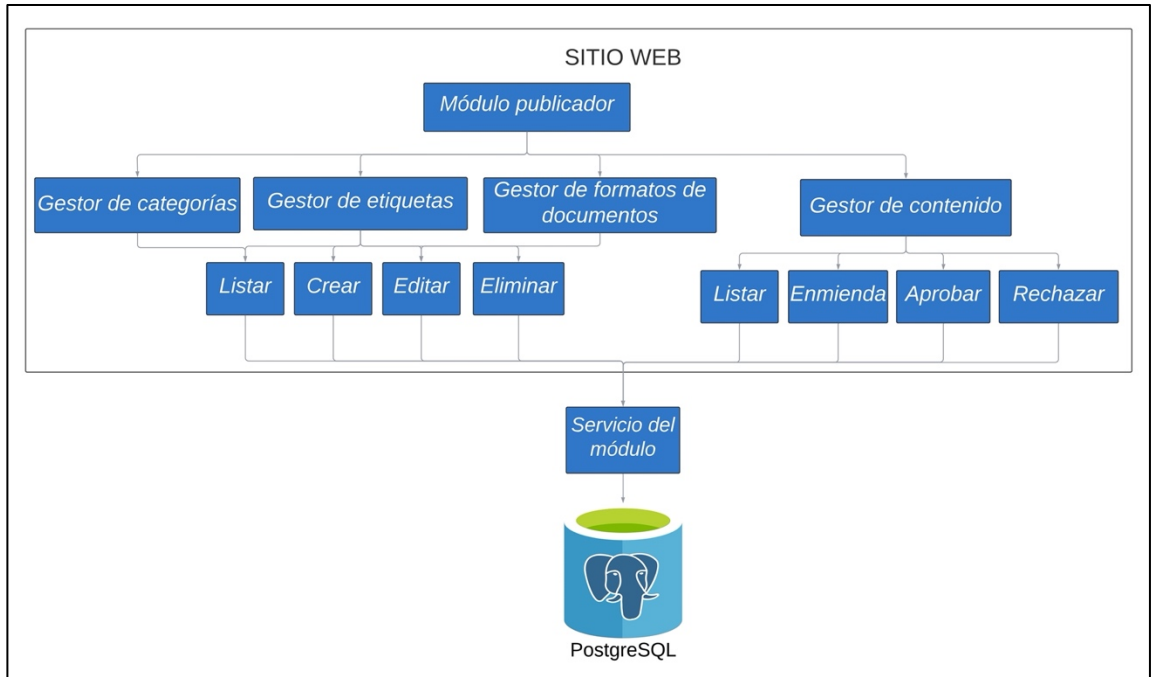 SITIO WEB
Módulo publicador
Gestor de categorías
Gestor de etiquetas
Gestor de formatos de
documentos
Gestor de contenido
Listar
Crear
Editar
Eliminar
Listar
Enmienda
Aprobar
Rechazar
Servicio del
módulo
PostgreSQL